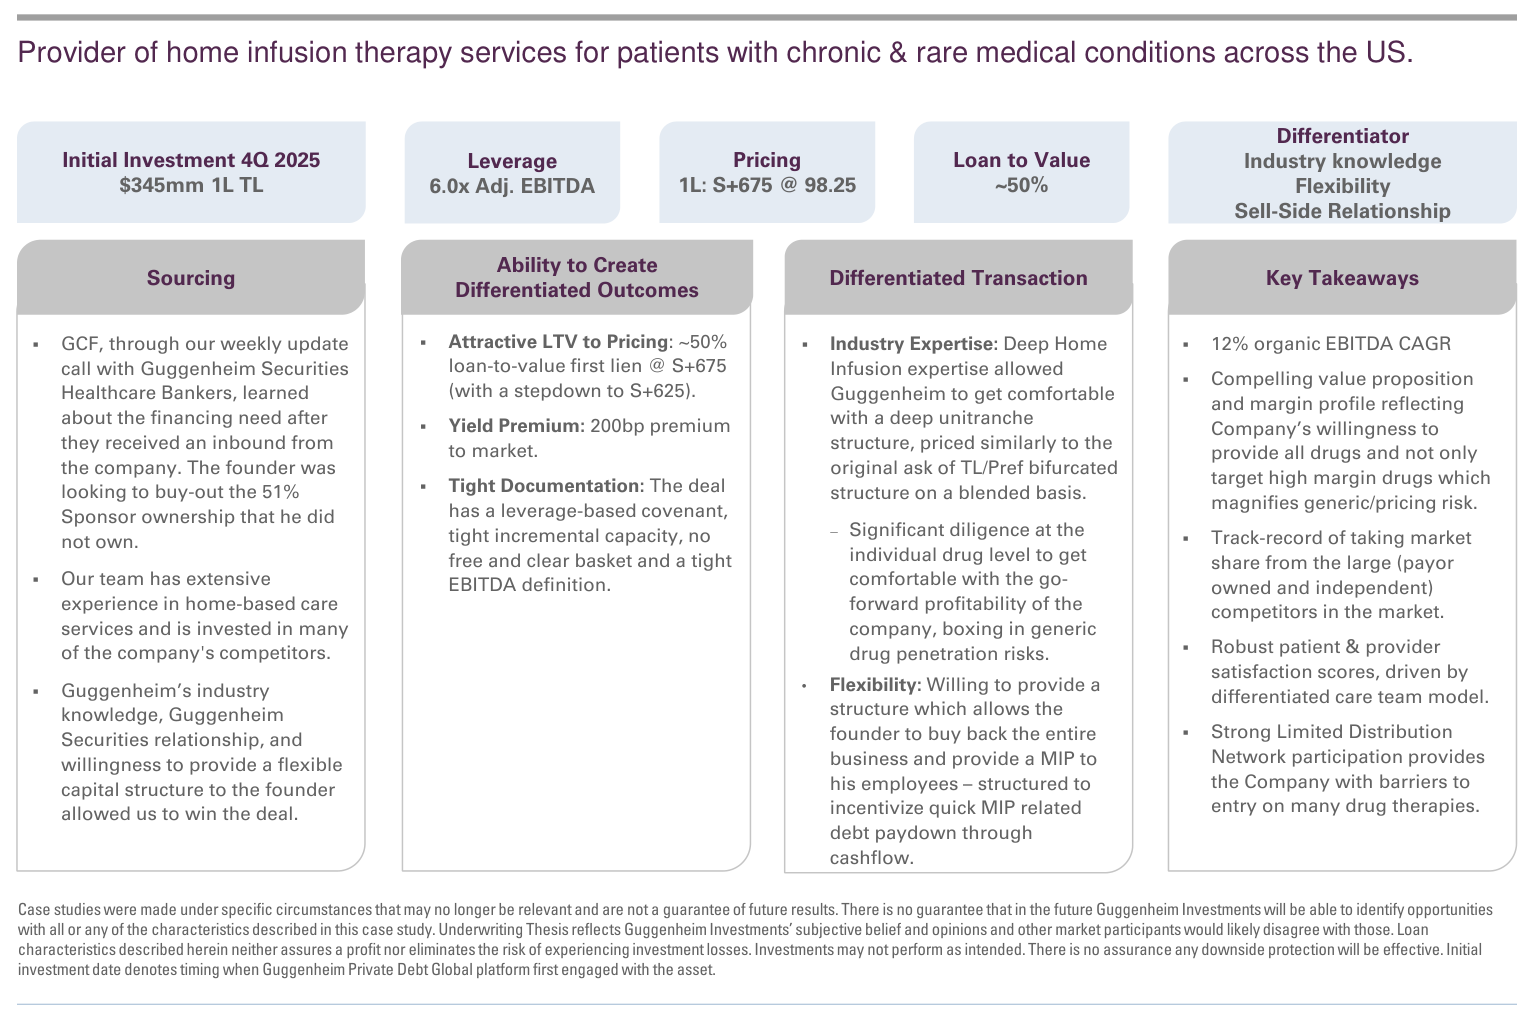 Provider of home infusion therapy services for patients with chronic & rare medical conditions across the US.
Initial Investment 4Q 2025
$345mm 1L TL
Leverage
6.0x Adj. EBITDA
Pricing
1L: S+675 @ 98.25
Loan to Value
~50%
Differentiator
Industry knowledge
Flexibility
Sell-Side Relationship
Sourcing
▪ GCF, through our weekly update
call with Guggenheim Securities
Healthcare Bankers, learned
about the financing need after
they received an inbound from
the company. The founder was
looking to buy-out the 51%
Sponsor ownership that he did
not own.
▪ Our team has extensive
experience in home-based care
services and is invested in many
of the company's competitors.
▪ Guggenheim’s industry
knowledge, Guggenheim
Securities relationship, and
willingness to provide a flexible
capital structure to the founder
allowed us to win the deal.
Ability to Create
Differentiated Outcomes
▪ Attractive LTV to Pricing: ~50%
loan-to-value first lien @ S+675
(with a stepdown to S+625).
▪ Yield Premium: 200bp premium
to market.
▪ Tight Documentation: The deal
has a leverage-based covenant,
tight incremental capacity, no
free and clear basket and a tight
EBITDA definition.
Differentiated Transaction
▪ Industry Expertise: Deep Home
Infusion expertise allowed
Guggenheim to get comfortable
with a deep unitranche
structure, priced similarly to the
original ask of TL/Pref bifurcated
structure on a blended basis.
– Significant diligence at the
individual drug level to get
comfortable with the go-
forward profitability of the
company, boxing in generic
drug penetration risks.
• Flexibility: Willing to provide a
structure which allows the
founder to buy back the entire
business and provide a MIP to
his employees – structured to
incentivize quick MIP related
debt paydown through
cashflow.
Key Takeaways
▪ 12% organic EBITDA CAGR
▪ Compelling value proposition
and margin profile reflecting
Company’s willingness to
provide all drugs and not only
target high margin drugs which
magnifies generic/pricing risk.
▪ Track-record of taking market
share from the large (payor
owned and independent)
competitors in the market.
▪ Robust patient & provider
satisfaction scores, driven by
differentiated care team model.
▪ Strong Limited Distribution
Network participation provides
the Company with barriers to
entry on many drug therapies.
Case studies were made under specific circumstances that may no longer be relevant and are not a guarantee of future results. There is no guarantee that in the future Guggenheim Investments will be able to identify opportunities
with all or any of the characteristics described in this case study. Underwriting Thesis reflects Guggenheim Investments’ subjective belief and opinions and other market participants would likely disagree with those. Loan
characteristics described herein neither assures a profit nor eliminates the risk of experiencing investment losses. Investments may not perform as intended. There is no assurance any downside protection will be effective. Initial
investment date denotes timing when Guggenheim Private Debt Global platform first engaged with the asset.